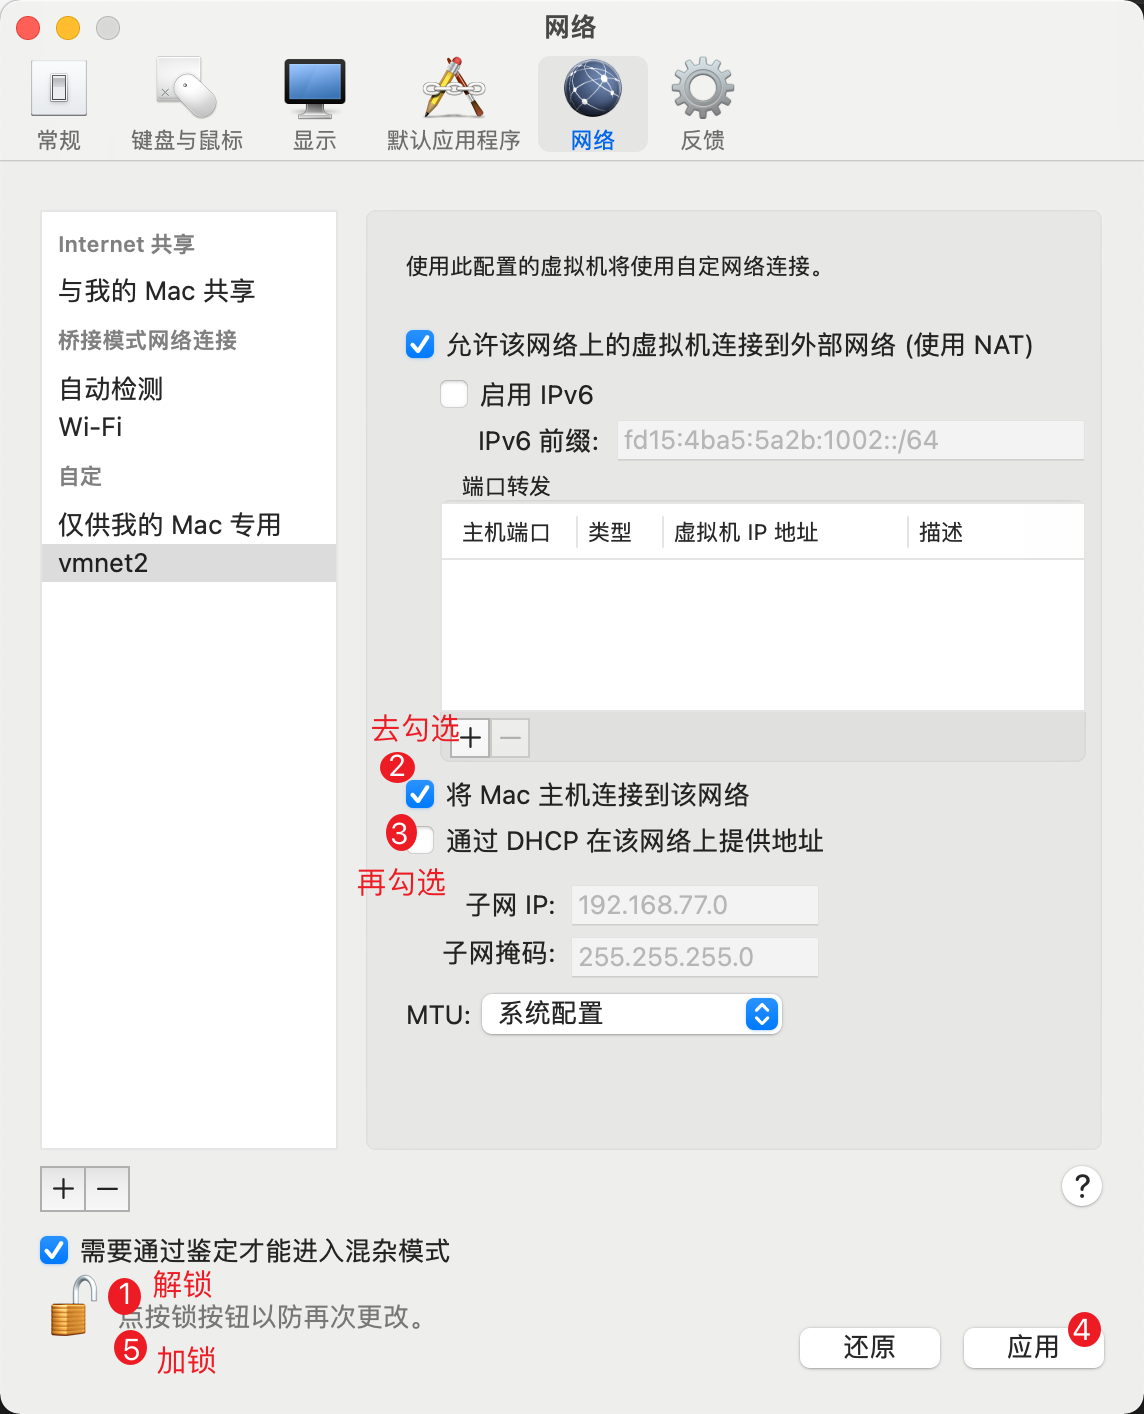 网络
常规
键盘与鼠标
显示
默认应用程序
网络
反馈
Internet 共享
与我的 Mac 共享
桥接模式网络连接
自动检测
Wi-Fi
自定
仅供我的 Mac 专用
vmnet2
使用此配置的虚拟机将使用自定网络连接。
允许该网络上的虚拟机连接到外部网络 (使用 NAT)
启用 IPv6
IPv6 前缀: fd15:4ba5:5a2b:1002::/64
端口转发
主机端口 类型 虚拟机 IP 地址 描述
去勾选
+ −
2
将 Mac 主机连接到该网络
3
通过 DHCP 在该网络上提供地址
再勾选
子网 IP: 192.168.77.0
子网掩码: 255.255.255.0
MTU: 系统配置
+ −
?
需要通过鉴定才能进入混杂模式
1 解锁
点按锁按钮以防再次更改。
5 加锁
还原
应用
4